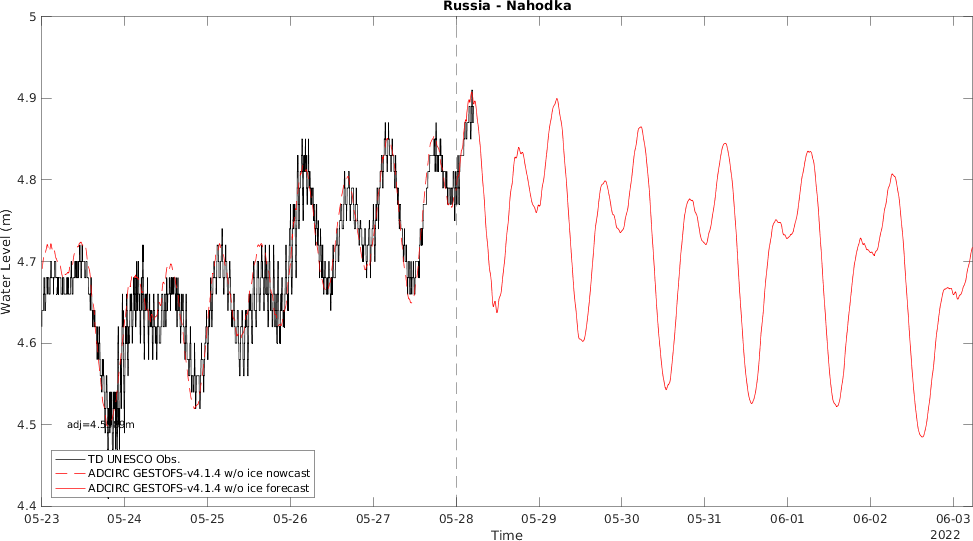 Russia - Nahodka
5
4.9
4.8
4.7
4.6
4.5
4.4
Water Level (m)
TD UNESCO Obs.
ADCIRC GESTOFS-v4.1.4 w/o ice nowcast
ADCIRC GESTOFS-v4.1.4 w/o ice forecast
05-23 05-24 05-25 05-26 05-27 05-28 05-29 05-30 05-31 06-01 06-02 06-03
Time 2022